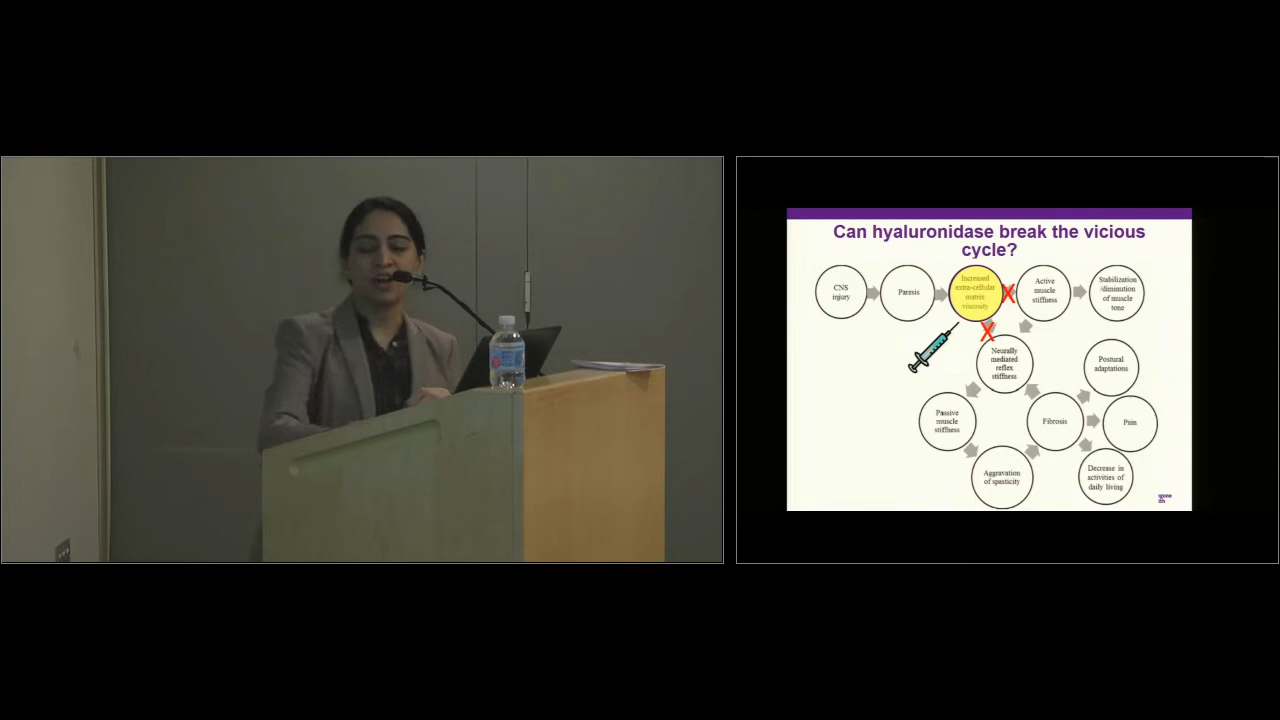 Can hyaluronidase break the vicious
cycle?
CNS
injury
Paresis
Increased
extra-cellular
matrix
viscosity
Active
muscle
stiffness
Stabilization
/diminution
of muscle
tone
Neurally
mediated
reflex
stiffness
Postural
adaptations
Passive
muscle
stiffness
Fibrosis
Pain
Aggravation
of spasticity
Decrease in
activities of
daily living